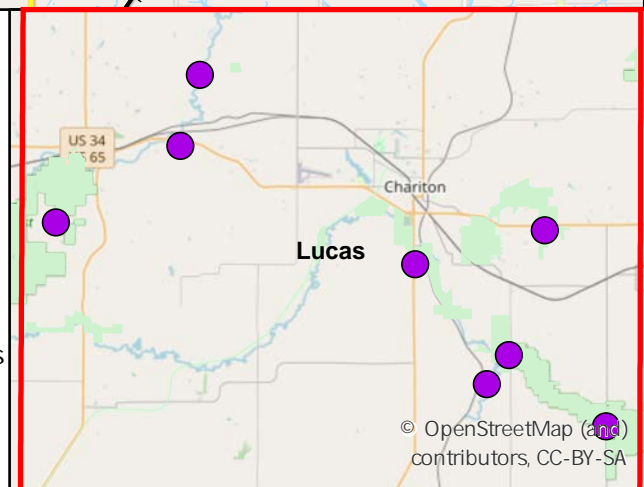 US 34
US 65
Chariton
Lucas
s
© OpenStreetMap (and)
contributors, CC-BY-SA